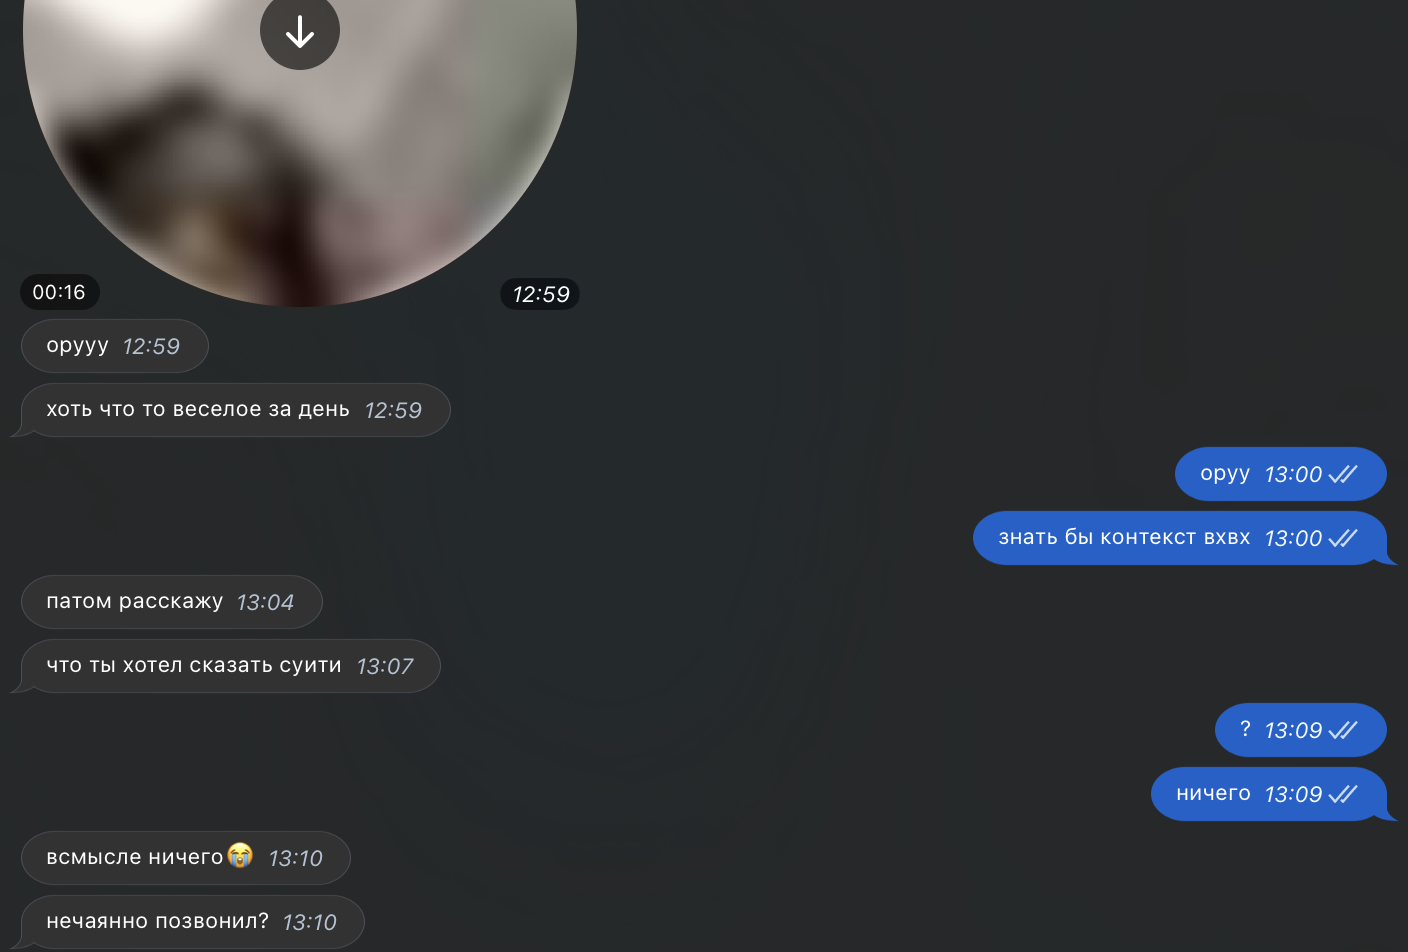 00:16
12:59
орууу 12:59
хоть что то веселое за день 12:59
оруу 13:00
знать бы контекст вхвх 13:00
патом расскажу 13:04
что ты хотел сказать суити 13:07
? 13:09
ничего 13:09
всмысле ничего😭 13:10
нечаянно позвонил? 13:10